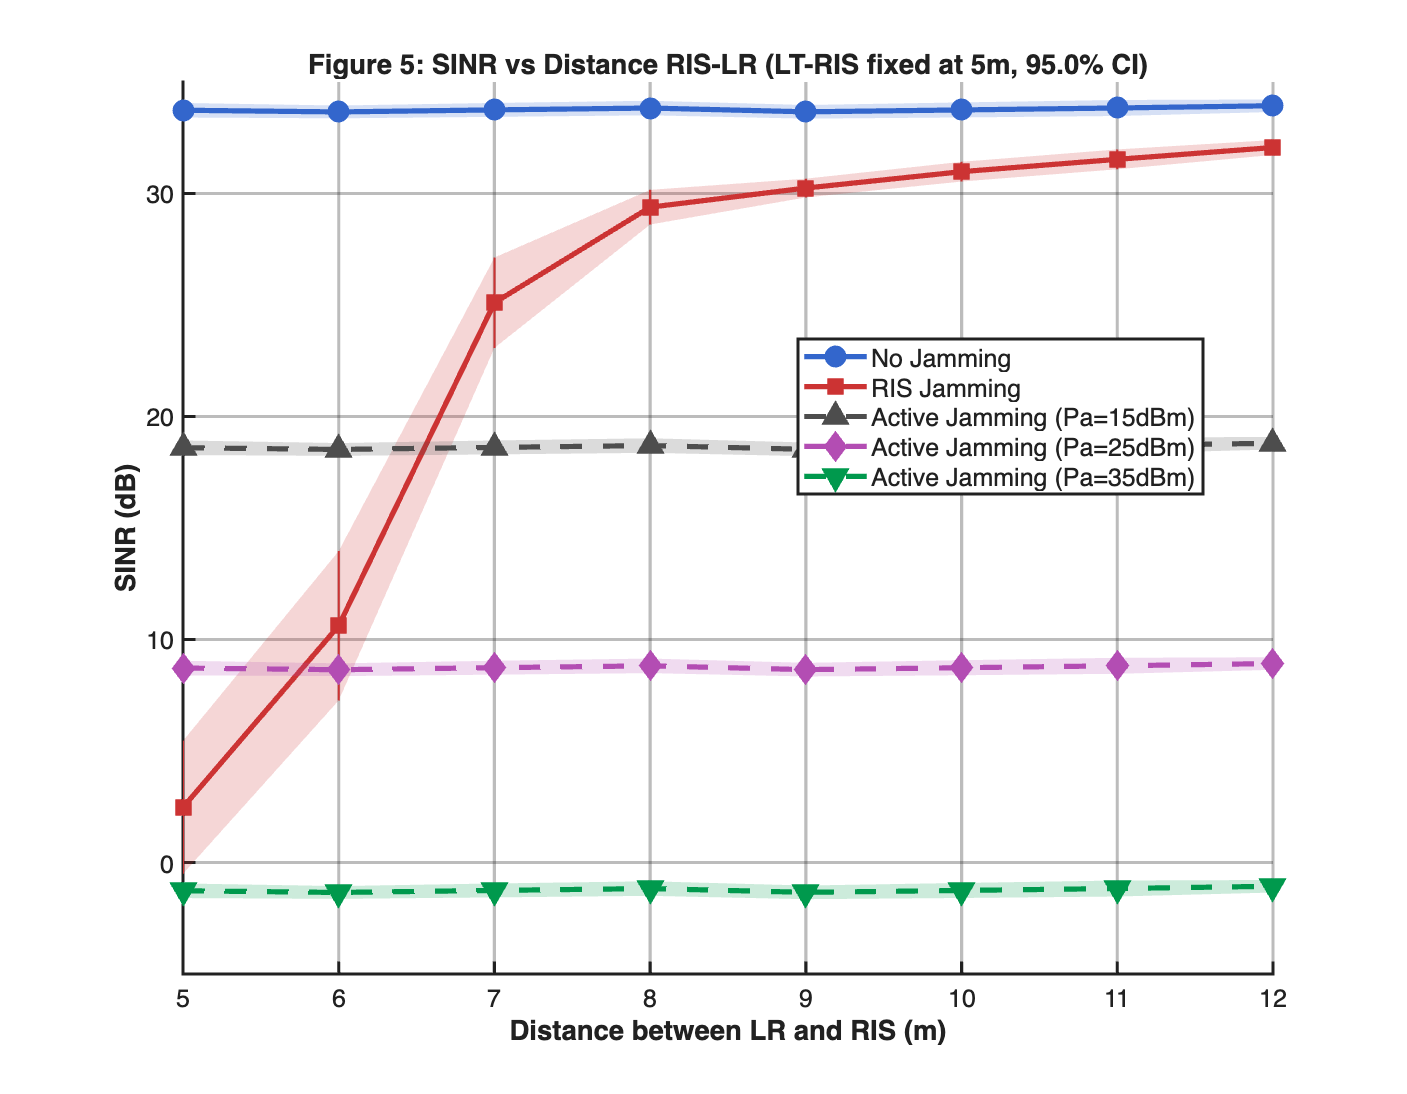 Figure 5: SINR vs Distance RIS-LR (LT-RIS fixed at 5m, 95.0% CI)
30
20
10
0
SINR (dB)
No Jamming
RIS Jamming
Active Jamming (Pa=15dBm)
Active Jamming (Pa=25dBm)
Active Jamming (Pa=35dBm)
5 6 7 8 9 10 11 12
Distance between LR and RIS (m)